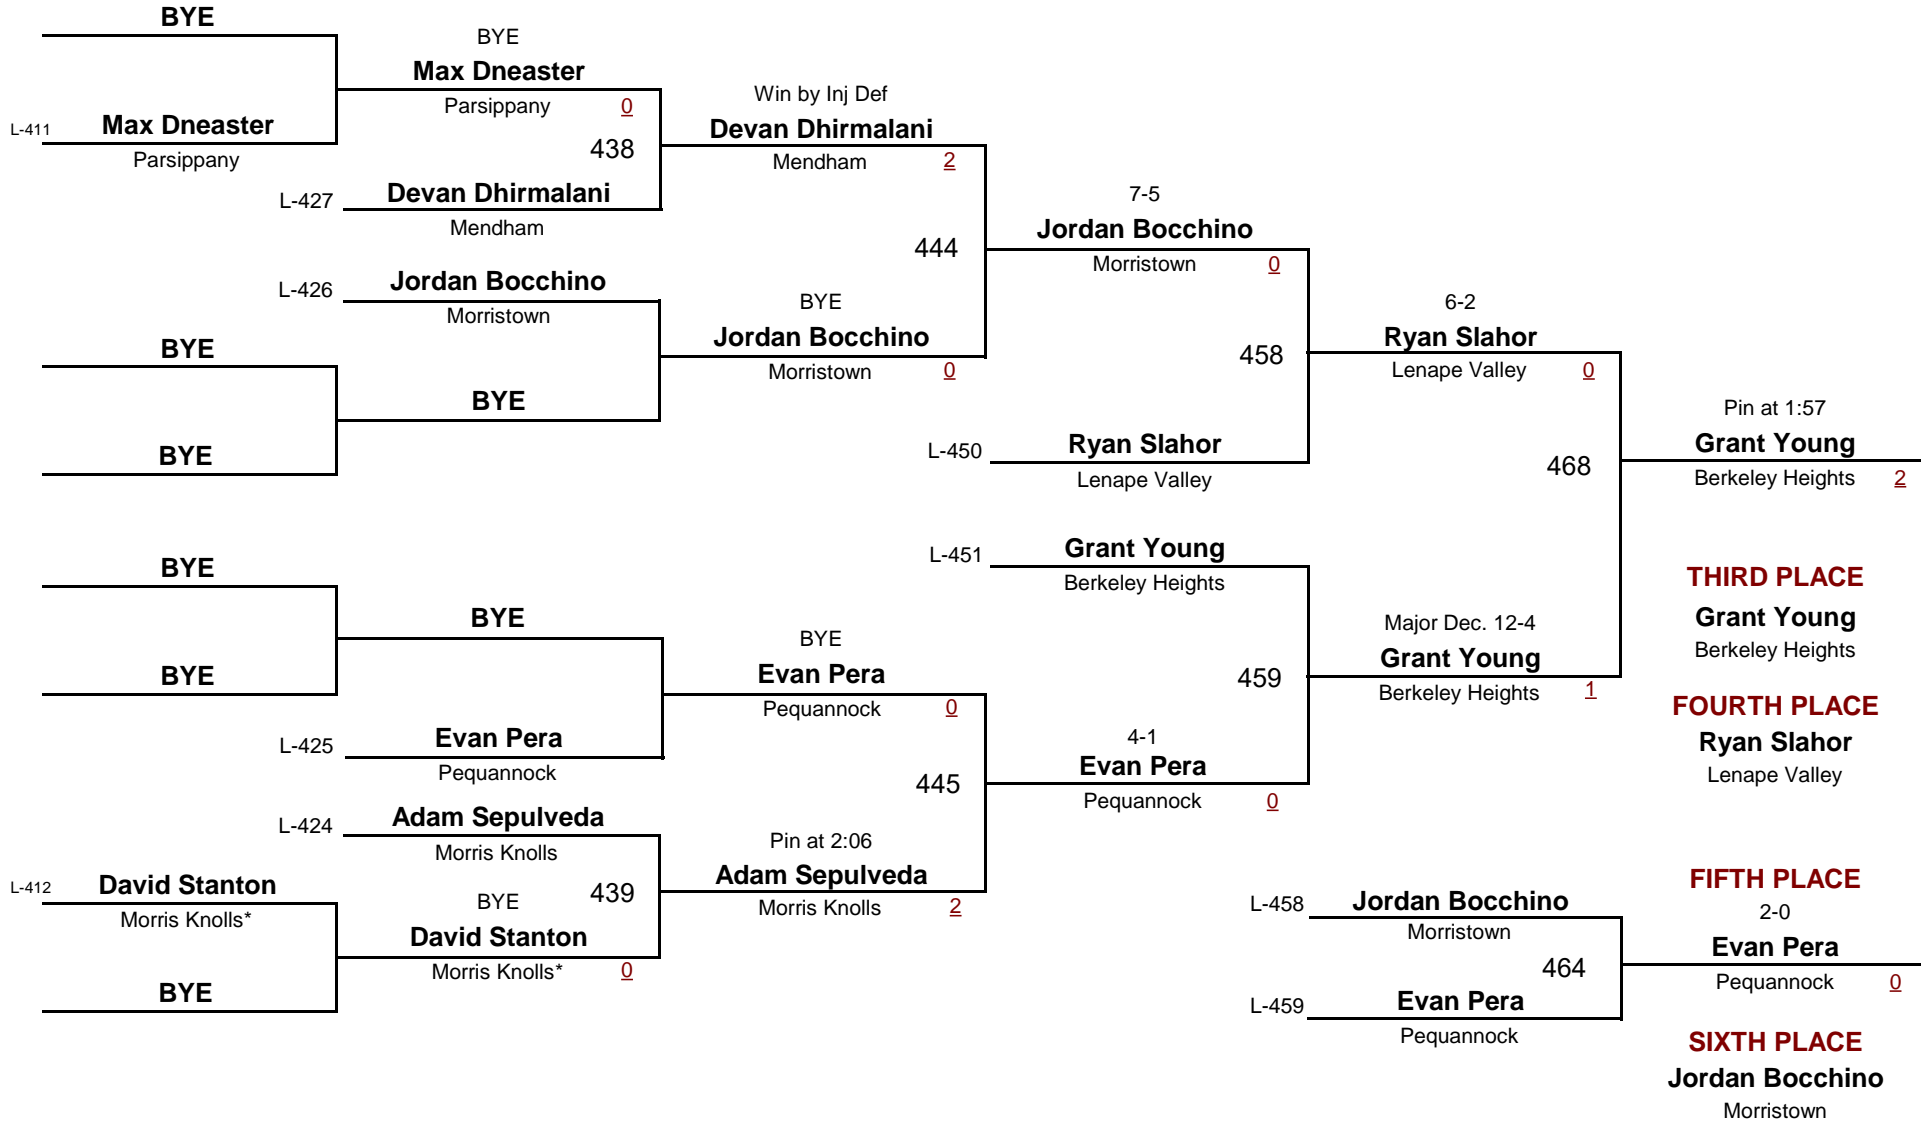 BYE
L-411 Max Dneaster
Parsippany
BYE
Max Dneaster
Parsippany 0
438
L-427 Devan Dhirmalani
Mendham
L-426 Jordan Bocchino
Morristown
BYE
BYE
BYE
Win by Inj Def
Devan Dhirmalani
Mendham 2
444
BYE
Jordan Bocchino
Morristown 0
7-5
Jordan Bocchino
Morristown 0
458
L-450 Ryan Slahor
Lenape Valley
6-2
Ryan Slahor
Lenape Valley 0
468
Pin at 1:57
Grant Young
Berkeley Heights 2
BYE
BYE
BYE
L-425 Evan Pera
Pequannock
BYE
Evan Pera
Pequannock 0
445
L-424 Adam Sepulveda
Morris Knolls
L-412 David Stanton
Morris Knolls*
BYE
BYE
David Stanton
Morris Knolls* 0
439
Pin at 2:06
Adam Sepulveda
Morris Knolls 2
L-451 Grant Young
Berkeley Heights
459
4-1
Evan Pera
Pequannock 0
Major Dec. 12-4
Grant Young
Berkeley Heights 1
THIRD PLACE
Grant Young
Berkeley Heights
FOURTH PLACE
Ryan Slahor
Lenape Valley
L-458 Jordan Bocchino
Morristown
464
L-459 Evan Pera
Pequannock
FIFTH PLACE
2-0
Evan Pera
Pequannock 0
SIXTH PLACE
Jordan Bocchino
Morristown